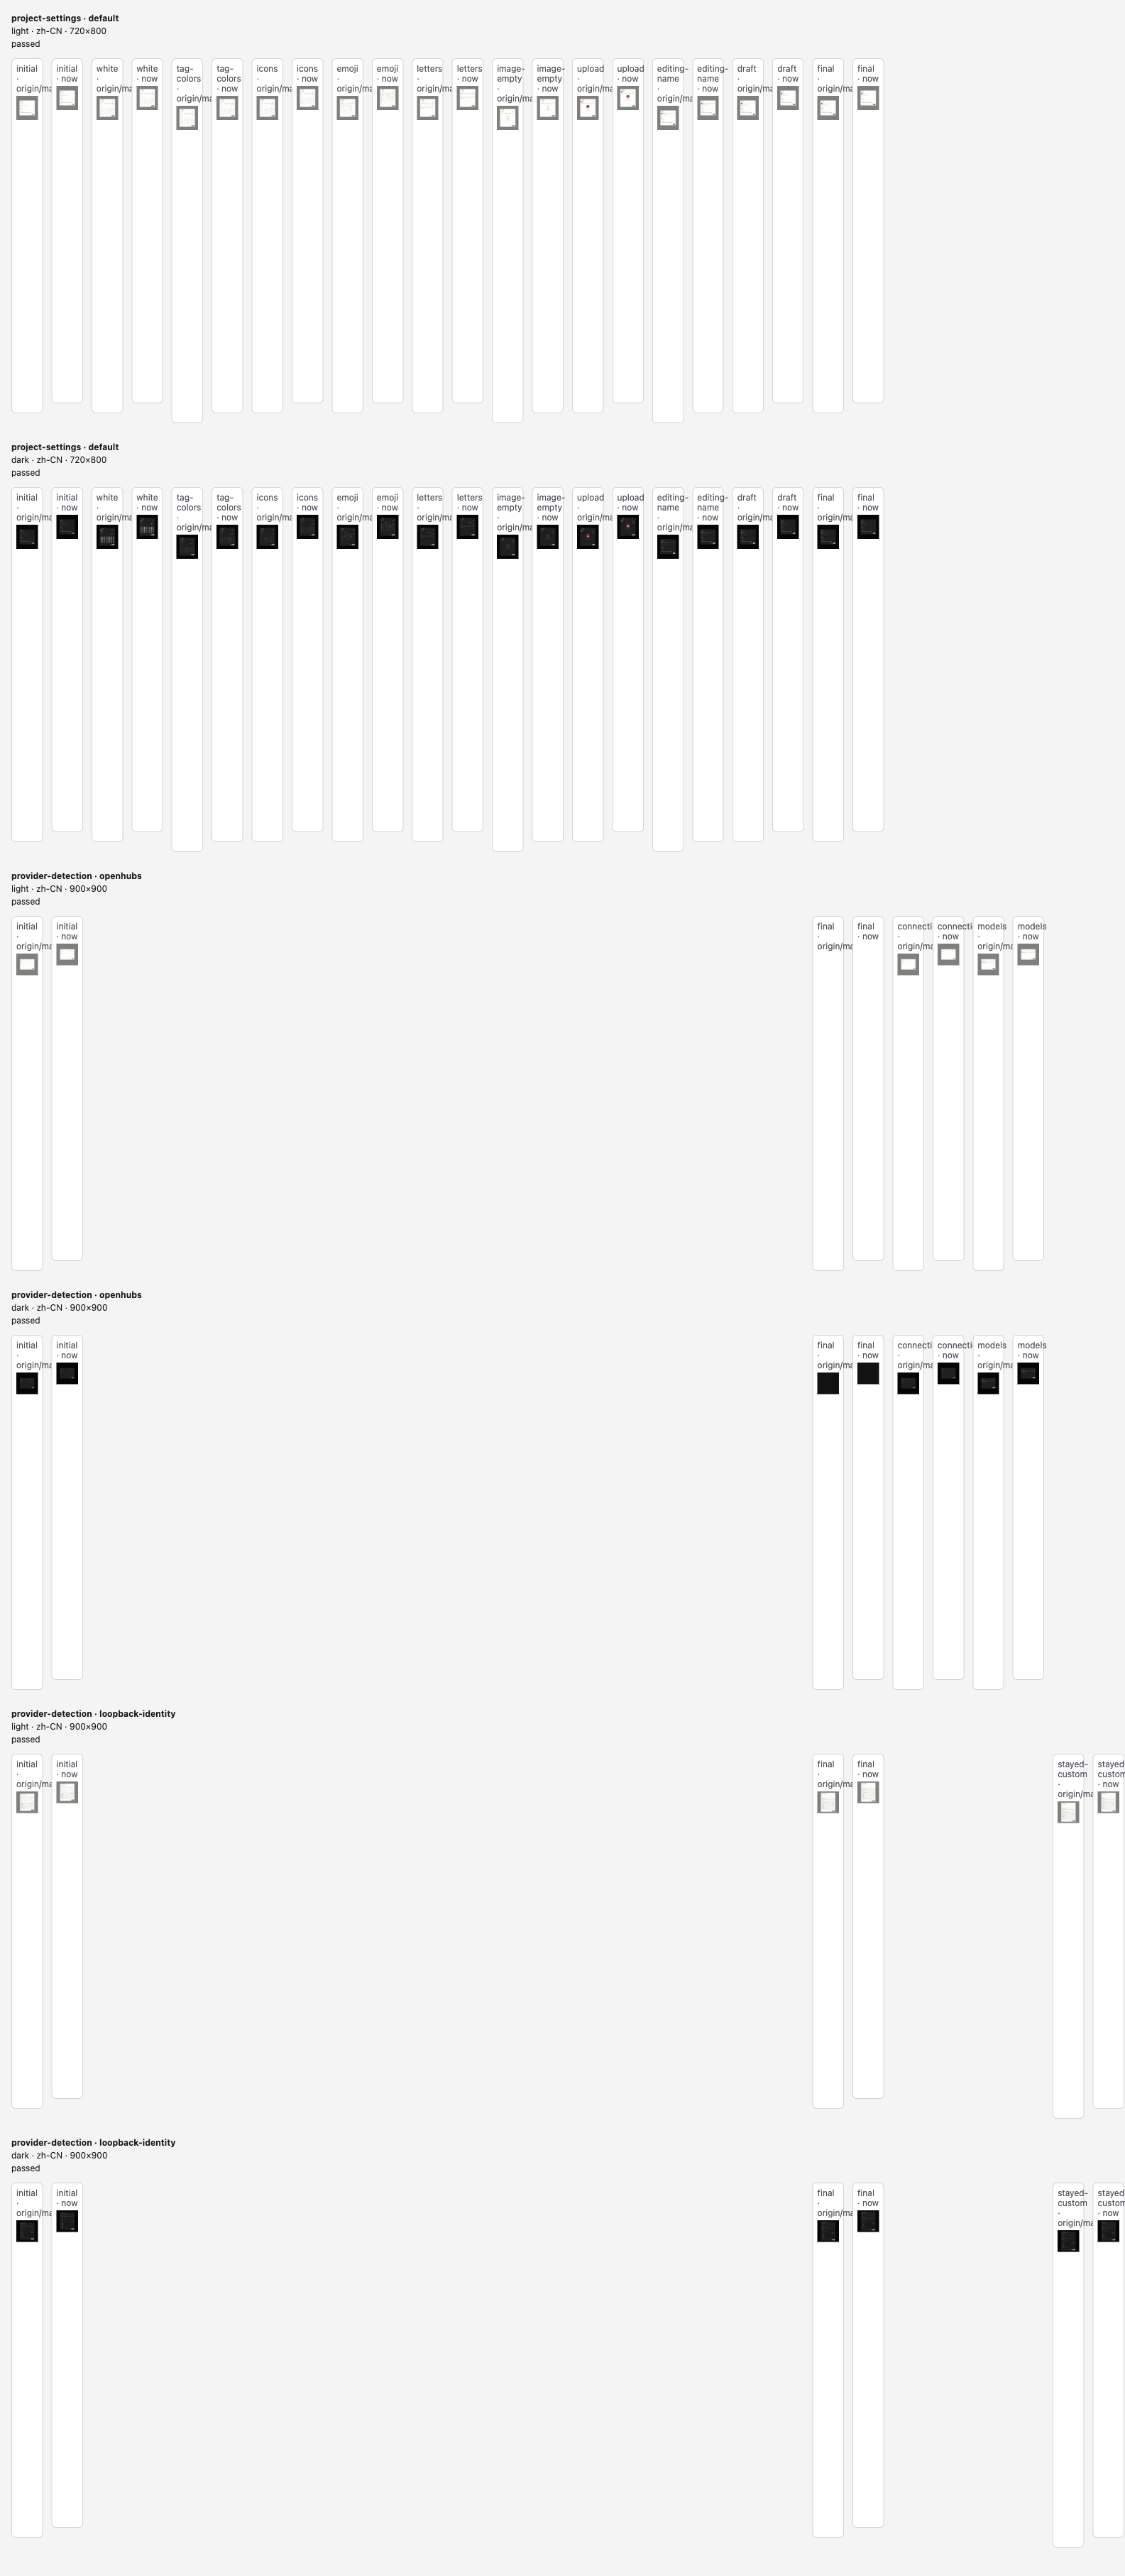 project-settings · default
light · zh-CN · 720×800
passed
initial · origin/ma
initial · now
white · origin/ma
white · now
tag-colors · origin/ma
tag-colors · now
icons · origin/ma
icons · now
emoji · origin/ma
emoji · now
letters · origin/ma
letters · now
image-empty · origin/ma
image-empty · now
upload · origin/ma
upload · now
editing-name · origin/ma
editing-name · now
draft · origin/ma
draft · now
final · origin/ma
final · now
project-settings · default
dark · zh-CN · 720×800
passed
initial · origin/ma
initial · now
white · origin/ma
white · now
tag-colors · origin/ma
tag-colors · now
icons · origin/ma
icons · now
emoji · origin/ma
emoji · now
letters · origin/ma
letters · now
image-empty · origin/ma
image-empty · now
upload · origin/ma
upload · now
editing-name · origin/ma
editing-name · now
draft · origin/ma
draft · now
final · origin/ma
final · now
provider-detection · openhubs
light · zh-CN · 900×900
passed
initial · origin/ma
initial · now
final · origin/ma
final · now
connecti · origin/ma
connecti · now
models · origin/ma
models · now
provider-detection · openhubs
dark · zh-CN · 900×900
passed
initial · origin/ma
initial · now
final · origin/ma
final · now
connecti · origin/ma
connecti · now
models · origin/ma
models · now
provider-detection · loopback-identity
light · zh-CN · 900×900
passed
initial · origin/ma
initial · now
final · origin/ma
final · now
stayed-custom · origin/ma
stayed-custom · now
provider-detection · loopback-identity
dark · zh-CN · 900×900
passed
initial · origin/ma
initial · now
final · origin/ma
final · now
stayed-custom · origin/ma
stayed-custom · now